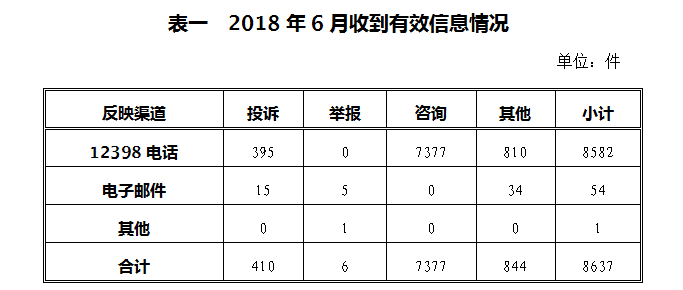 表一 2018 年 6 月收到有效信息情况
单位：件
反映渠道 投诉 举报 咨询 其他 小计
12398 电话 395 0 7377 810 8582
电子邮件 15 5 0 34 54
其他 0 1 0 0 1
合计 410 6 7377 844 8637